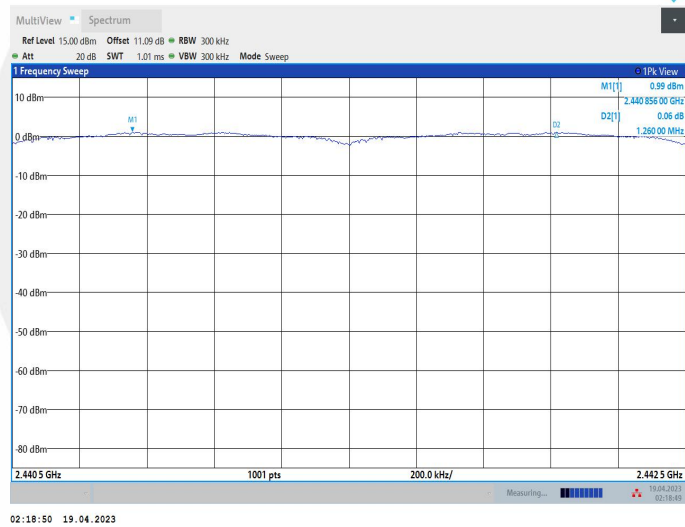 MultiView Spectrum
Ref Level 15.00 dBm Offset 11.09 dB RBW 300 kHz
Att 20 dB SWT 1.01 ms VBW 300 kHz Mode Sweep
1 Frequency Sweep 1Pk View
M1[1] 0.99 dBm
2.440 856 00 GHz
D2[1] 0.06 dB
1.260 00 MHz
10 dBm
M1
D2
0 dBm
-10 dBm
-20 dBm
-30 dBm
-40 dBm
-50 dBm
-60 dBm
-70 dBm
-80 dBm
2.440 5 GHz 1001 pts 200.0 kHz/ 2.442 5 GHz
Measuring... 19.04.2023
02:18:49
02:18:50 19.04.2023